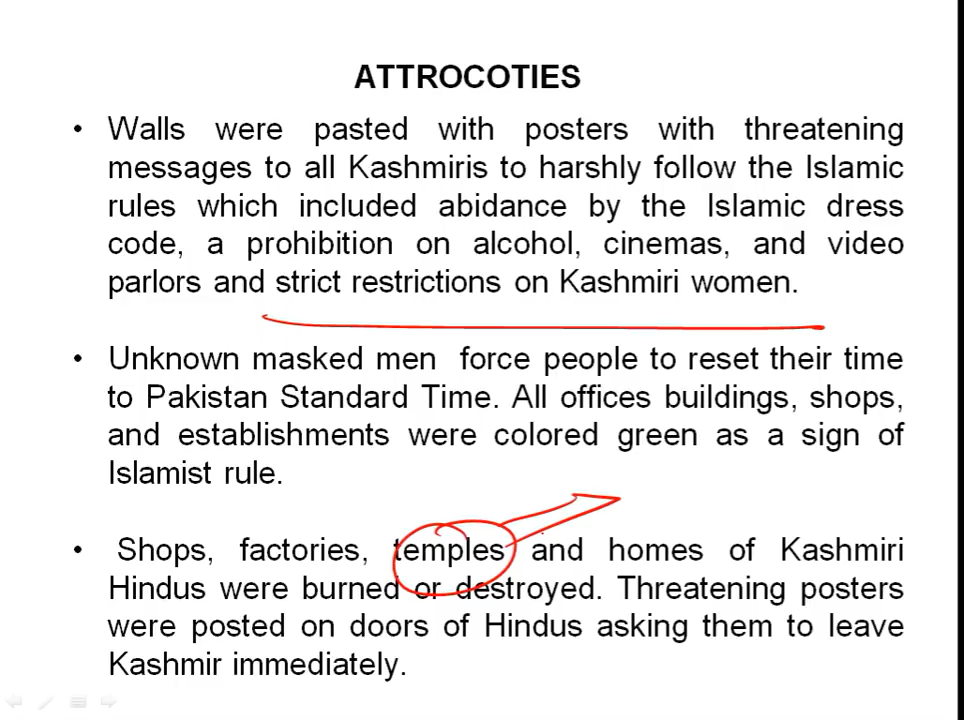 ATTROCOTIES
• Walls were pasted with posters with threatening
messages to all Kashmiris to harshly follow the Islamic
rules which included abidance by the Islamic dress
code, a prohibition on alcohol, cinemas, and video
parlors and strict restrictions on Kashmiri women.
• Unknown masked men force people to reset their time
to Pakistan Standard Time. All offices buildings, shops,
and establishments were colored green as a sign of
Islamist rule.
• Shops, factories, temples and homes of Kashmiri
Hindus were burned or destroyed. Threatening posters
were posted on doors of Hindus asking them to leave
Kashmir immediately.